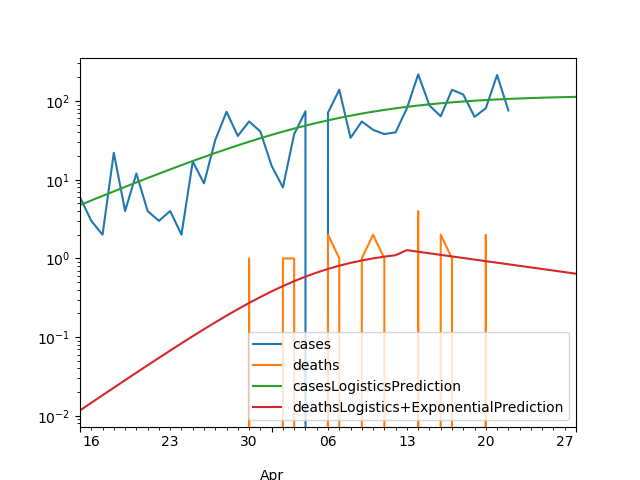 10²
10¹
10⁰
10⁻¹
10⁻²
cases
deaths
casesLogisticsPrediction
deathsLogistics+ExponentialPrediction
16 23 30 06 13 20 27
Apr